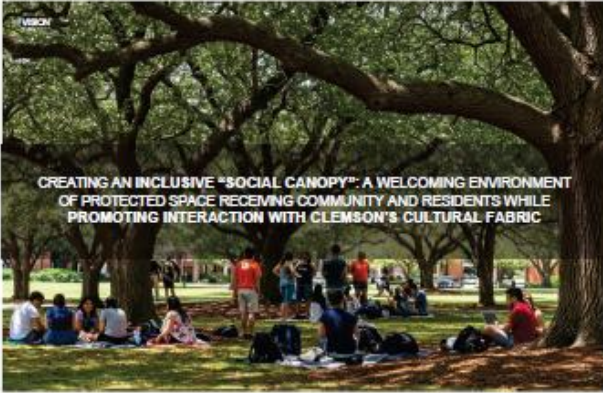 VISION
CREATING AN INCLUSIVE “SOCIAL CANOPY”: A WELCOMING ENVIRONMENT
OF PROTECTED SPACE RECEIVING COMMUNITY AND RESIDENTS WHILE
PROMOTING INTERACTION WITH CLEMSON’S CULTURAL FABRIC